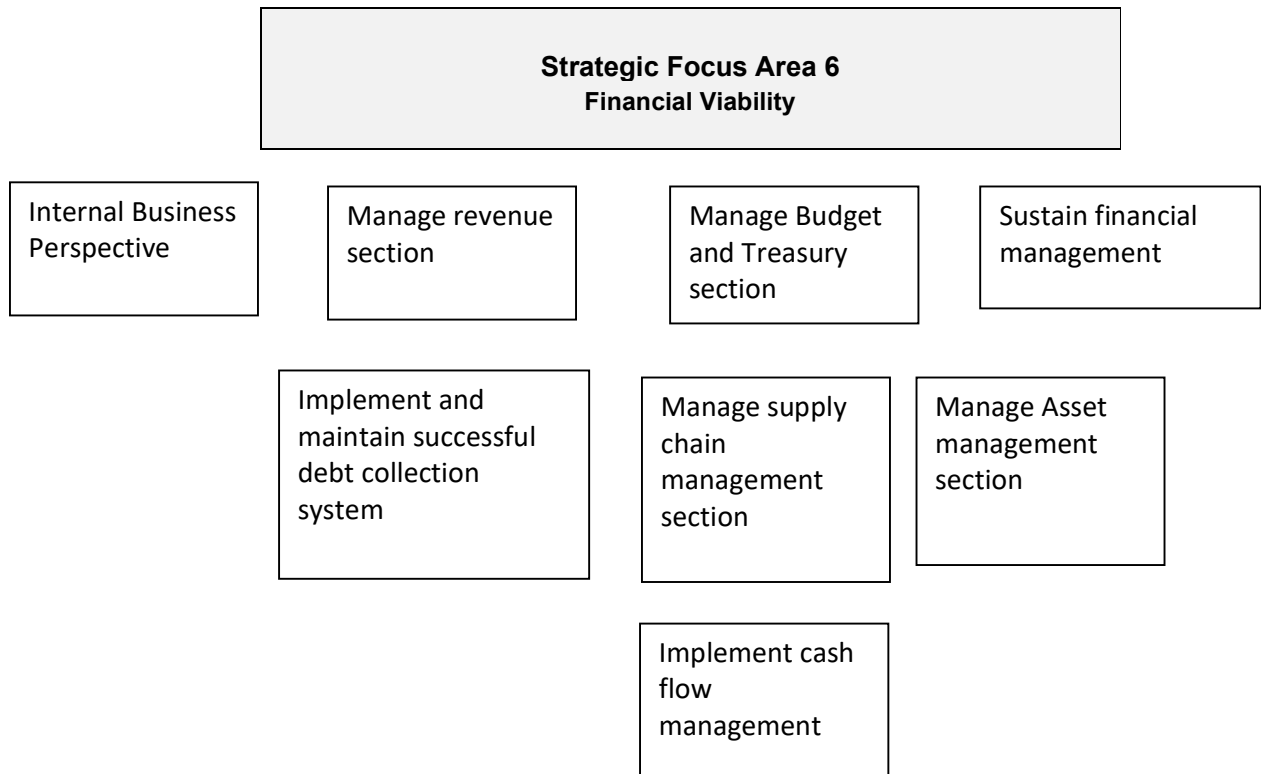 Strategic Focus Area 6
Financial Viability
Internal Business
Perspective
Manage revenue
section
Manage Budget
and Treasury
section
Sustain financial
management
Implement and
maintain successful
debt collection
system
Manage supply
chain
management
section
Manage Asset
management
section
Implement cash
flow
management